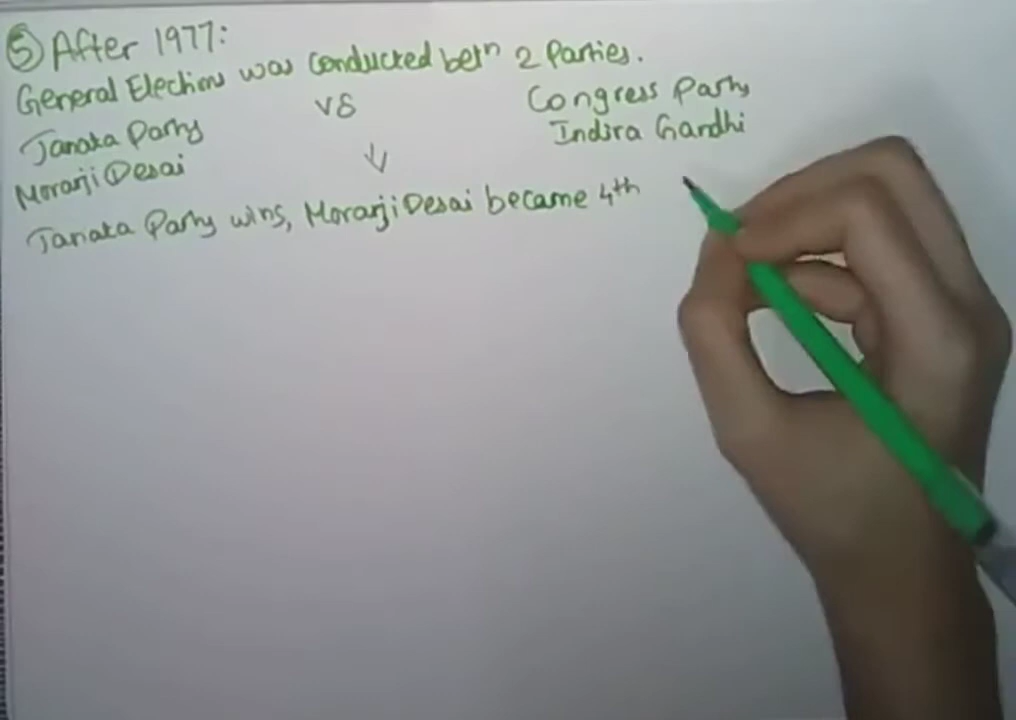 ⑤ After 1977:
General Elections was conducted betn 2 Parties.
Janata Party vs Congress Party
Morarji Desai Indira Gandhi
↓
Janata Party wins, Morarji Desai became 4th